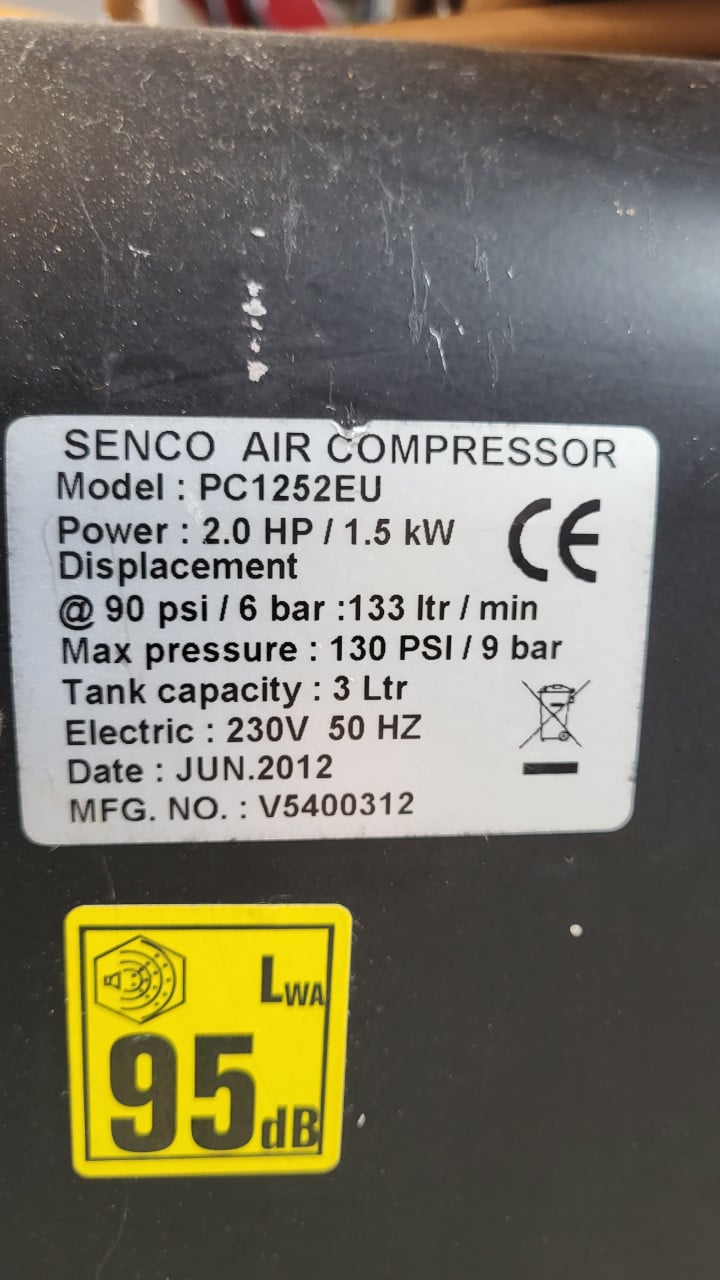 SENCO AIR COMPRESSOR
Model : PC1252EU
Power : 2.0 HP / 1.5 kW
CE
Displacement
@ 90 psi / 6 bar :133 ltr / min
Max pressure : 130 PSI / 9 bar
Tank capacity : 3 Ltr
Electric : 230V 50 HZ
Date : JUN.2012
MFG. NO. : V5400312
LWA
95dB